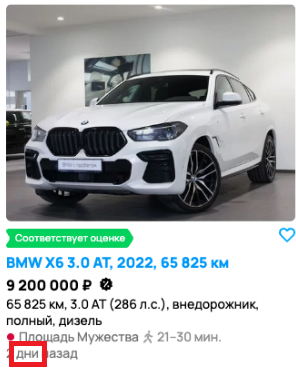 Соответствует оценке
BMW X6 3.0 AT, 2022, 65 825 км
9 200 000 ₽
65 825 км, 3.0 AT (286 л.с.), внедорожник,
полный, дизель
Площадь Мужества 21–30 мин.
2 дни назад